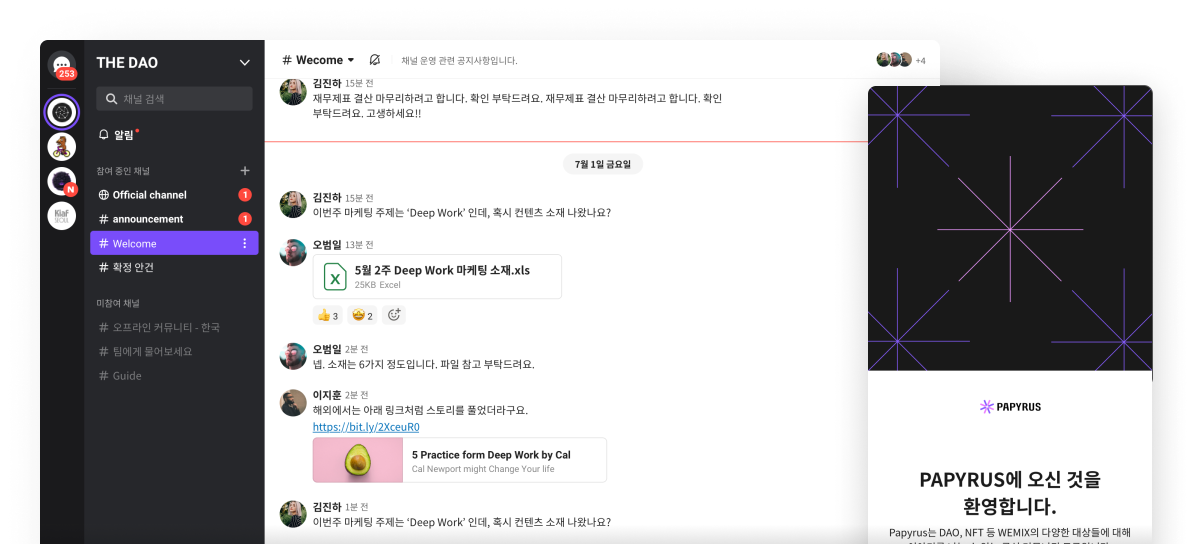 253
N
Kiaf
SEOUL
THE DAO
채널 검색
알림
참여 중인 채널
Official channel 1
# announcement 1
# Welcome
# 확정 안건
미참여 채널
# 오프라인 커뮤니티 - 한국
# 팀에게 물어보세요
# Guide
# Wecome
채널 운영 관련 공지사항입니다.
+4
김진하 15분 전
재무제표 결산 마무리하려고 합니다. 확인 부탁드려요. 재무제표 결산 마무리하려고 합니다. 확인
부탁드려요. 고생하세요!!
7월 1일 금요일
김진하 15분 전
이번주 마케팅 주제는 ‘Deep Work’ 인데, 혹시 컨텐츠 소재 나왔나요?
오범일 13분 전
X
5월 2주 Deep Work 마케팅 소재.xls
25KB Excel
3 2
오범일 2분 전
넵. 소재는 6가지 정도입니다. 파일 참고 부탁드려요.
이지훈 2분 전
해외에서는 아래 링크처럼 스토리를 풀었더라구요.
https://bit.ly/2XceuR0
5 Practice form Deep Work by Cal
Cal Newport might Change Your life
김진하 1분 전
이번주 마케팅 주제는 ‘Deep Work’ 인데, 혹시 컨텐츠 소재 나왔나요?
PAPYRUS
PAPYRUS에 오신 것을
환영합니다.
Papyrus는 DAO, NFT 등 WEMIX의 다양한 대상들에 대해